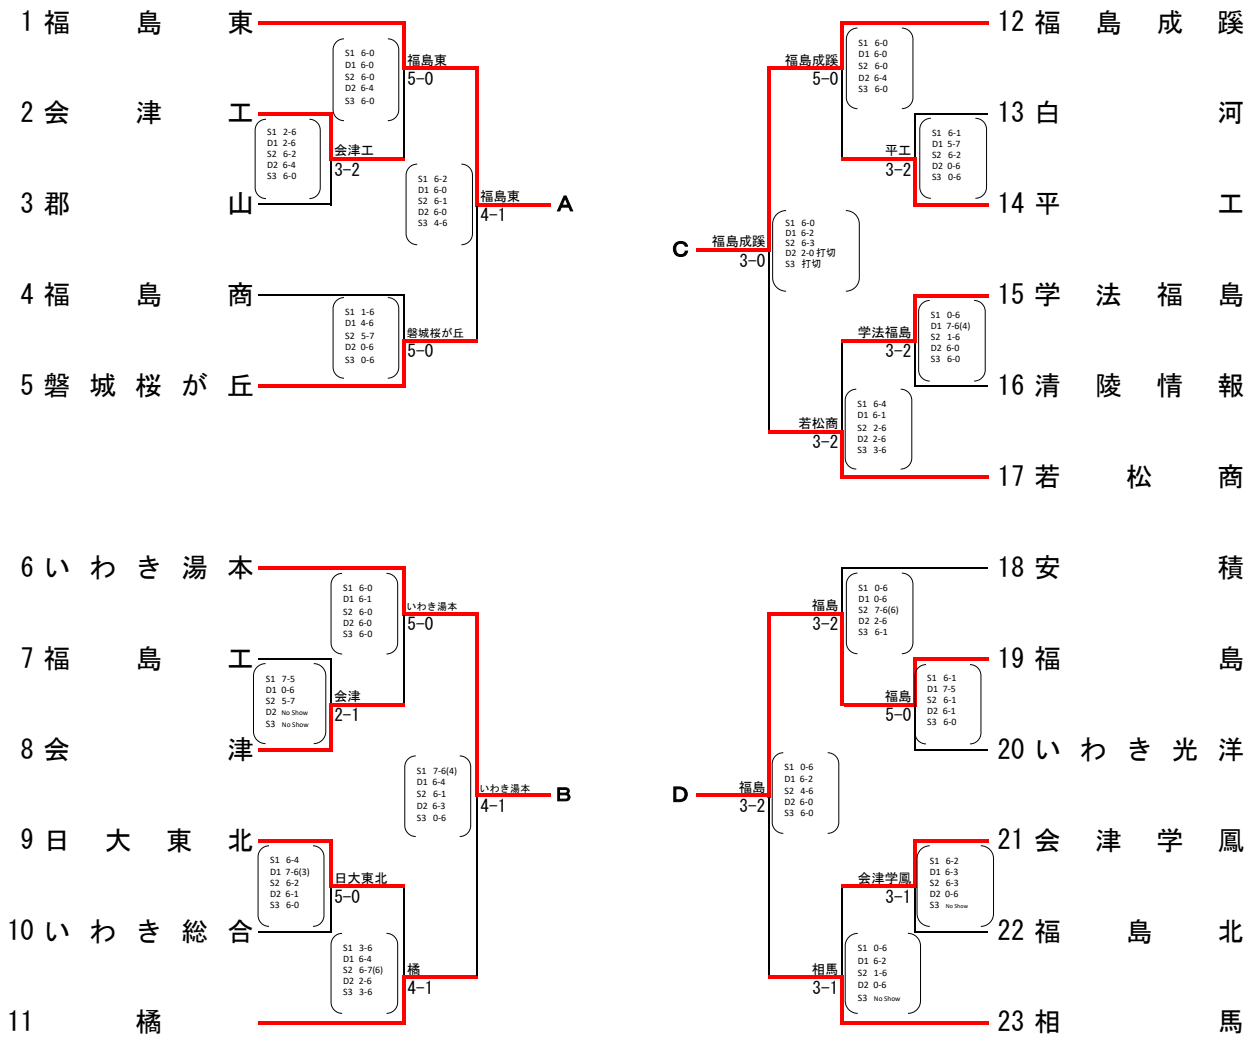 1 福島東
S1 6-0
D1 6-0
S2 6-0
D2 6-4
S3 6-0
福島東
5-0
2 会津工
S1 2-6
D1 2-6
S2 6-2
D2 6-4
S3 6-0
会津工
3-2
3 郡山
S1 6-2
D1 6-0
S2 6-1
D2 6-0
S3 4-6
福島東
4-1
A
4 福島商
S1 1-6
D1 4-6
S2 5-7
D2 0-6
S3 0-6
磐城桜が丘
5-0
5 磐城桜が丘
6 いわき湯本
S1 6-0
D1 6-1
S2 6-0
D2 6-0
S3 6-0
いわき湯本
5-0
7 福島工
S1 7-5
D1 0-6
S2 5-7
D2 No Show
S3 No Show
会津
2-1
8 会津
S1 7-6(4)
D1 6-4
S2 6-1
D2 6-3
S3 0-6
いわき湯本
4-1
B
9 日大東北
S1 6-4
D1 7-6(3)
S2 6-2
D2 6-1
S3 6-0
日大東北
5-0
10 いわき総合
S1 3-6
D1 6-4
S2 6-7(6)
D2 2-6
S3 3-6
橘
4-1
11 橘
12 福島成蹊
福島成蹊
5-0
S1 6-0
D1 6-0
S2 6-0
D2 6-4
S3 6-0
13 白河
平工
3-2
S1 6-1
D1 5-7
S2 6-2
D2 0-6
S3 0-6
14 平工
C
福島成蹊
3-0
S1 6-0
D1 6-2
S2 6-3
D2 2-0 打切
S3 打切
15 学法福島
学法福島
3-2
S1 0-6
D1 7-6(4)
S2 1-6
D2 6-0
S3 6-0
16 清陵情報
若松商
3-2
S1 6-4
D1 6-1
S2 2-6
D2 2-6
S3 3-6
17 若松商
18 安積
福島
3-2
S1 0-6
D1 0-6
S2 7-6(6)
D2 2-6
S3 6-1
19 福島
福島
5-0
S1 6-1
D1 7-5
S2 6-1
D2 6-1
S3 6-0
20 いわき光洋
D
福島
3-2
S1 0-6
D1 6-2
S2 4-6
D2 6-0
S3 6-0
21 会津学鳳
会津学鳳
3-1
S1 6-2
D1 6-3
S2 6-3
D2 0-6
S3 No Show
22 福島北
相馬
3-1
S1 0-6
D1 6-2
S2 1-6
D2 0-6
S3 No Show
23 相馬